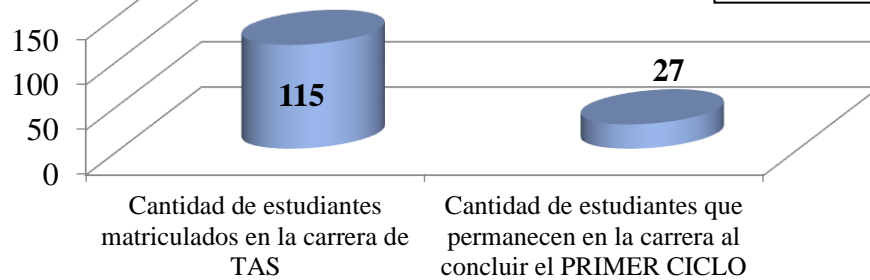 150
100
50
0
115
27
Cantidad de estudiantes
matriculados en la carrera de
TAS
Cantidad de estudiantes que
permanecen en la carrera al
concluir el PRIMER CICLO